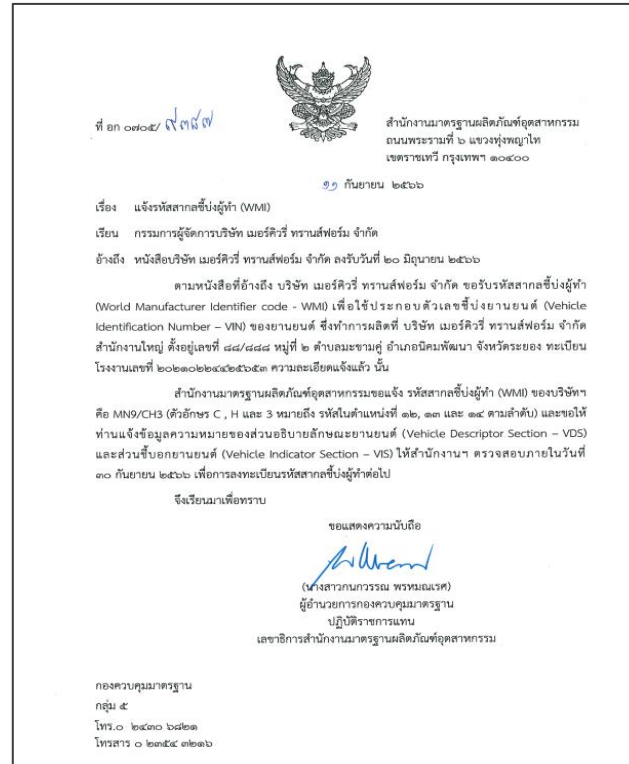 ที่ อก ๐๗๐๕/ ๙๓๘๗
สำนักงานมาตรฐานผลิตภัณฑ์อุตสาหกรรม
ถนนพระรามที่ ๖ แขวงทุ่งพญาไท
เขตราชเทวี กรุงเทพฯ ๑๐๔๐๐
๑๑ กันยายน ๒๕๖๖
เรื่อง แจ้งรหัสสากลชี้บ่งผู้ทำ (WMI)
เรียน กรรมการผู้จัดการบริษัท เมอร์คิวรี่ ทรานส์ฟอร์ม จำกัด
อ้างถึง หนังสือบริษัท เมอร์คิวรี่ ทรานส์ฟอร์ม จำกัด ลงรับวันที่ ๒๐ มิถุนายน ๒๕๖๖
ตามหนังสือที่อ้างถึง บริษัท เมอร์คิวรี่ ทรานส์ฟอร์ม จำกัด ขอรับรหัสสากลชี้บ่งผู้ทำ
(World Manufacturer Identifier code - WMI) เพื่อใช้ประกอบตัวเลขชี้บ่งยานยนต์ (Vehicle
Identification Number – VIN) ของยานยนต์ ซึ่งทำการผลิตที่ บริษัท เมอร์คิวรี่ ทรานส์ฟอร์ม จำกัด
สำนักงานใหญ่ ตั้งอยู่เลขที่ ๘๘/๘๘๘ หมู่ที่ ๒ ตำบลมะขามคู่ อำเภอนิคมพัฒนา จังหวัดระยอง ทะเบียน
โรงงานเลขที่ ๒๐๒๑๐๒๒๔๔๒๕๖๕๓ ความละเอียดแจ้งแล้ว นั้น
สำนักงานมาตรฐานผลิตภัณฑ์อุตสาหกรรมขอแจ้ง รหัสสากลชี้บ่งผู้ทำ (WMI) ของบริษัทฯ
คือ MN9/CH3 (ตัวอักษร C , H และ 3 หมายถึง รหัสในตำแหน่งที่ ๑๒, ๑๓ และ ๑๔ ตามลำดับ) และขอให้
ท่านแจ้งข้อมูลความหมายของส่วนอธิบายลักษณะยานยนต์ (Vehicle Descriptor Section – VDS)
และส่วนชี้บอกยานยนต์ (Vehicle Indicator Section – VIS) ให้สำนักงานฯ ตรวจสอบภายในวันที่
๓๐ กันยายน ๒๕๖๖ เพื่อการลงทะเบียนรหัสสากลชี้บ่งผู้ทำต่อไป
จึงเรียนมาเพื่อทราบ
ขอแสดงความนับถือ
(นางสาวกนกวรรณ พรหมณเรศ)
ผู้อำนวยการกองควบคุมมาตรฐาน
ปฏิบัติราชการแทน
เลขาธิการสำนักงานมาตรฐานผลิตภัณฑ์อุตสาหกรรม
กองควบคุมมาตรฐาน
กลุ่ม ๕
โทร.๐ ๒๔๓๐ ๖๘๒๑
โทรสาร ๐ ๒๓๕๔ ๓๒๑๖